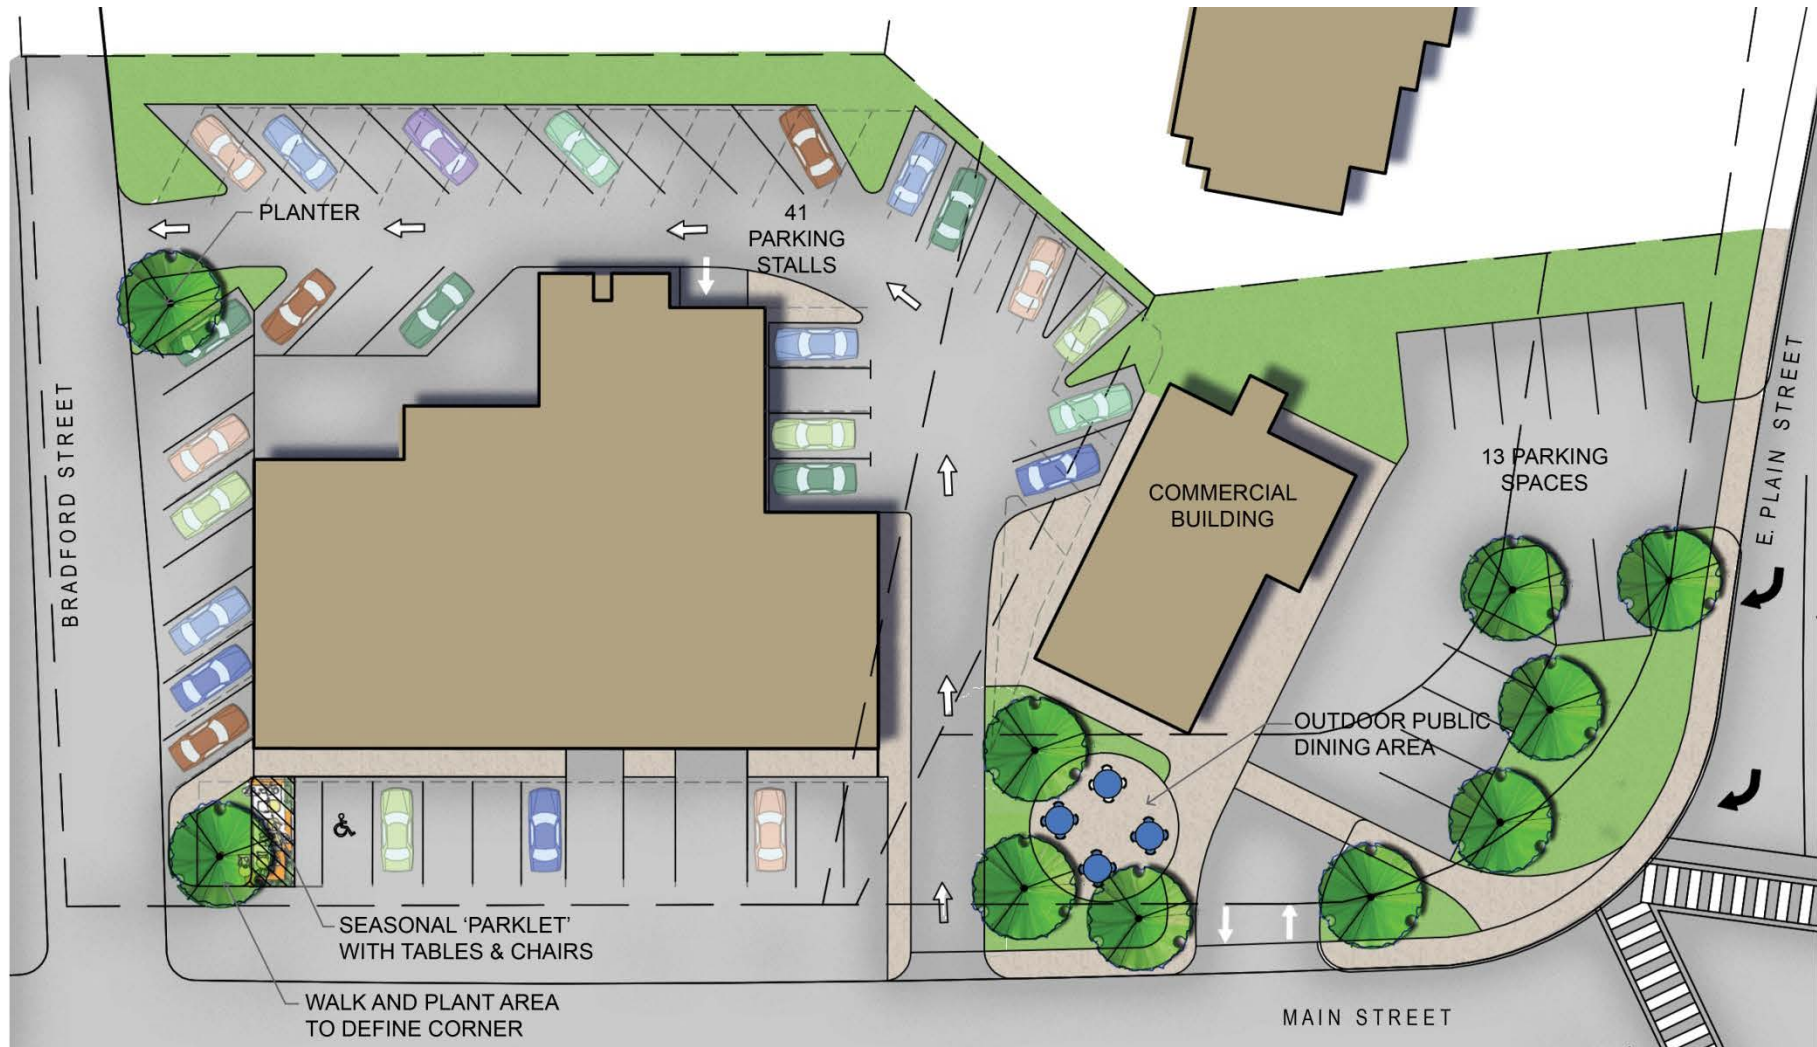 PLANTER
41
PARKING
STALLS
BRADFORD STREET
COMMERCIAL
BUILDING
13 PARKING
SPACES
E. PLAIN STREET
OUTDOOR PUBLIC
DINING AREA
SEASONAL ‘PARKLET’
WITH TABLES & CHAIRS
WALK AND PLANT AREA
TO DEFINE CORNER
MAIN STREET